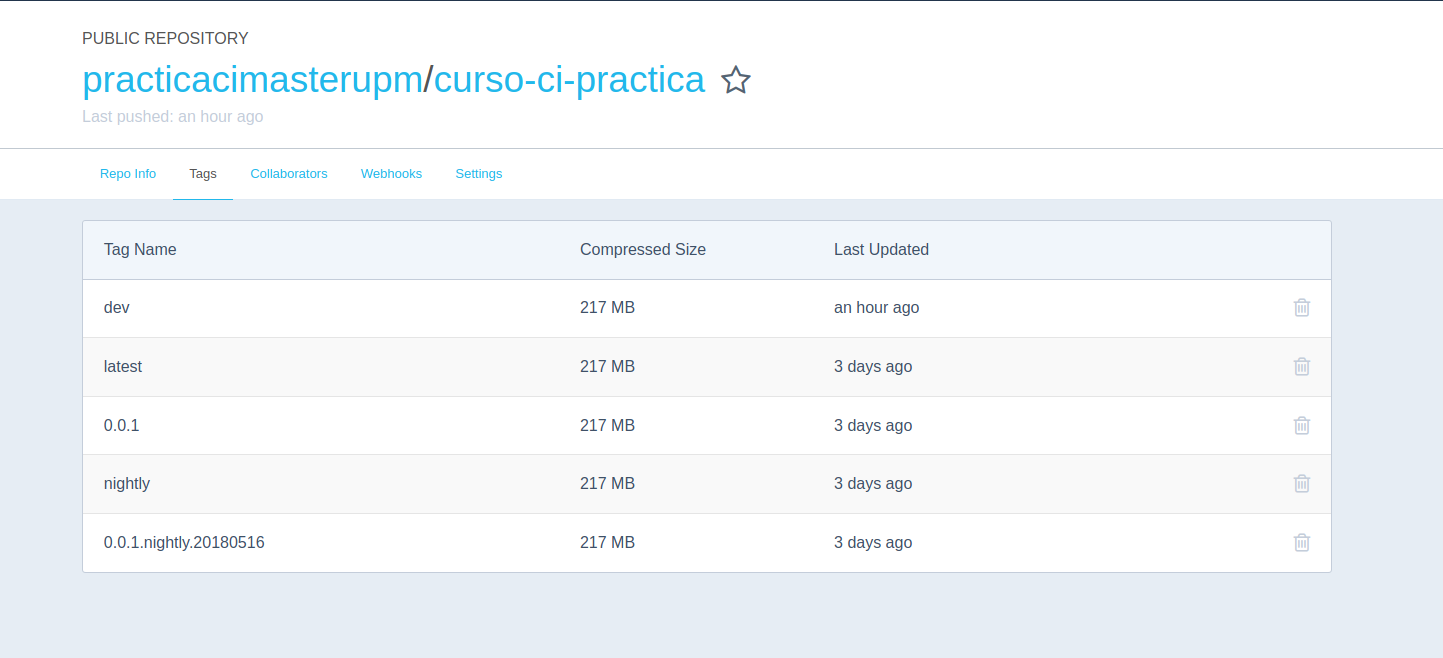 PUBLIC REPOSITORY
practicacimasterupm/curso-ci-practica
Last pushed: an hour ago
Repo Info Tags Collaborators Webhooks Settings
Tag Name Compressed Size Last Updated
dev 217 MB an hour ago
latest 217 MB 3 days ago
0.0.1 217 MB 3 days ago
nightly 217 MB 3 days ago
0.0.1.nightly.20180516 217 MB 3 days ago